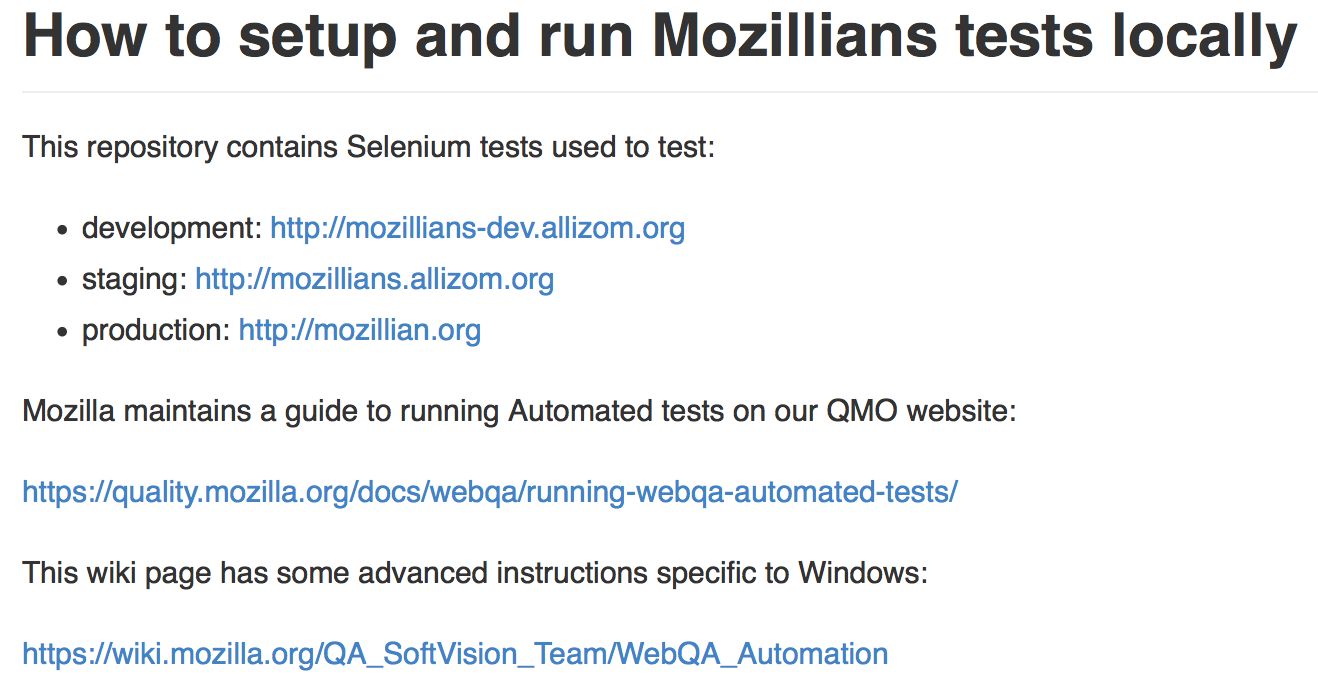 How to setup and run Mozillians tests locally
This repository contains Selenium tests used to test:
• development: http://mozillians-dev.allizom.org
• staging: http://mozillians.allizom.org
• production: http://mozillian.org
Mozilla maintains a guide to running Automated tests on our QMO website:
https://quality.mozilla.org/docs/webqa/running-webqa-automated-tests/
This wiki page has some advanced instructions specific to Windows:
https://wiki.mozilla.org/QA_SoftVision_Team/WebQA_Automation